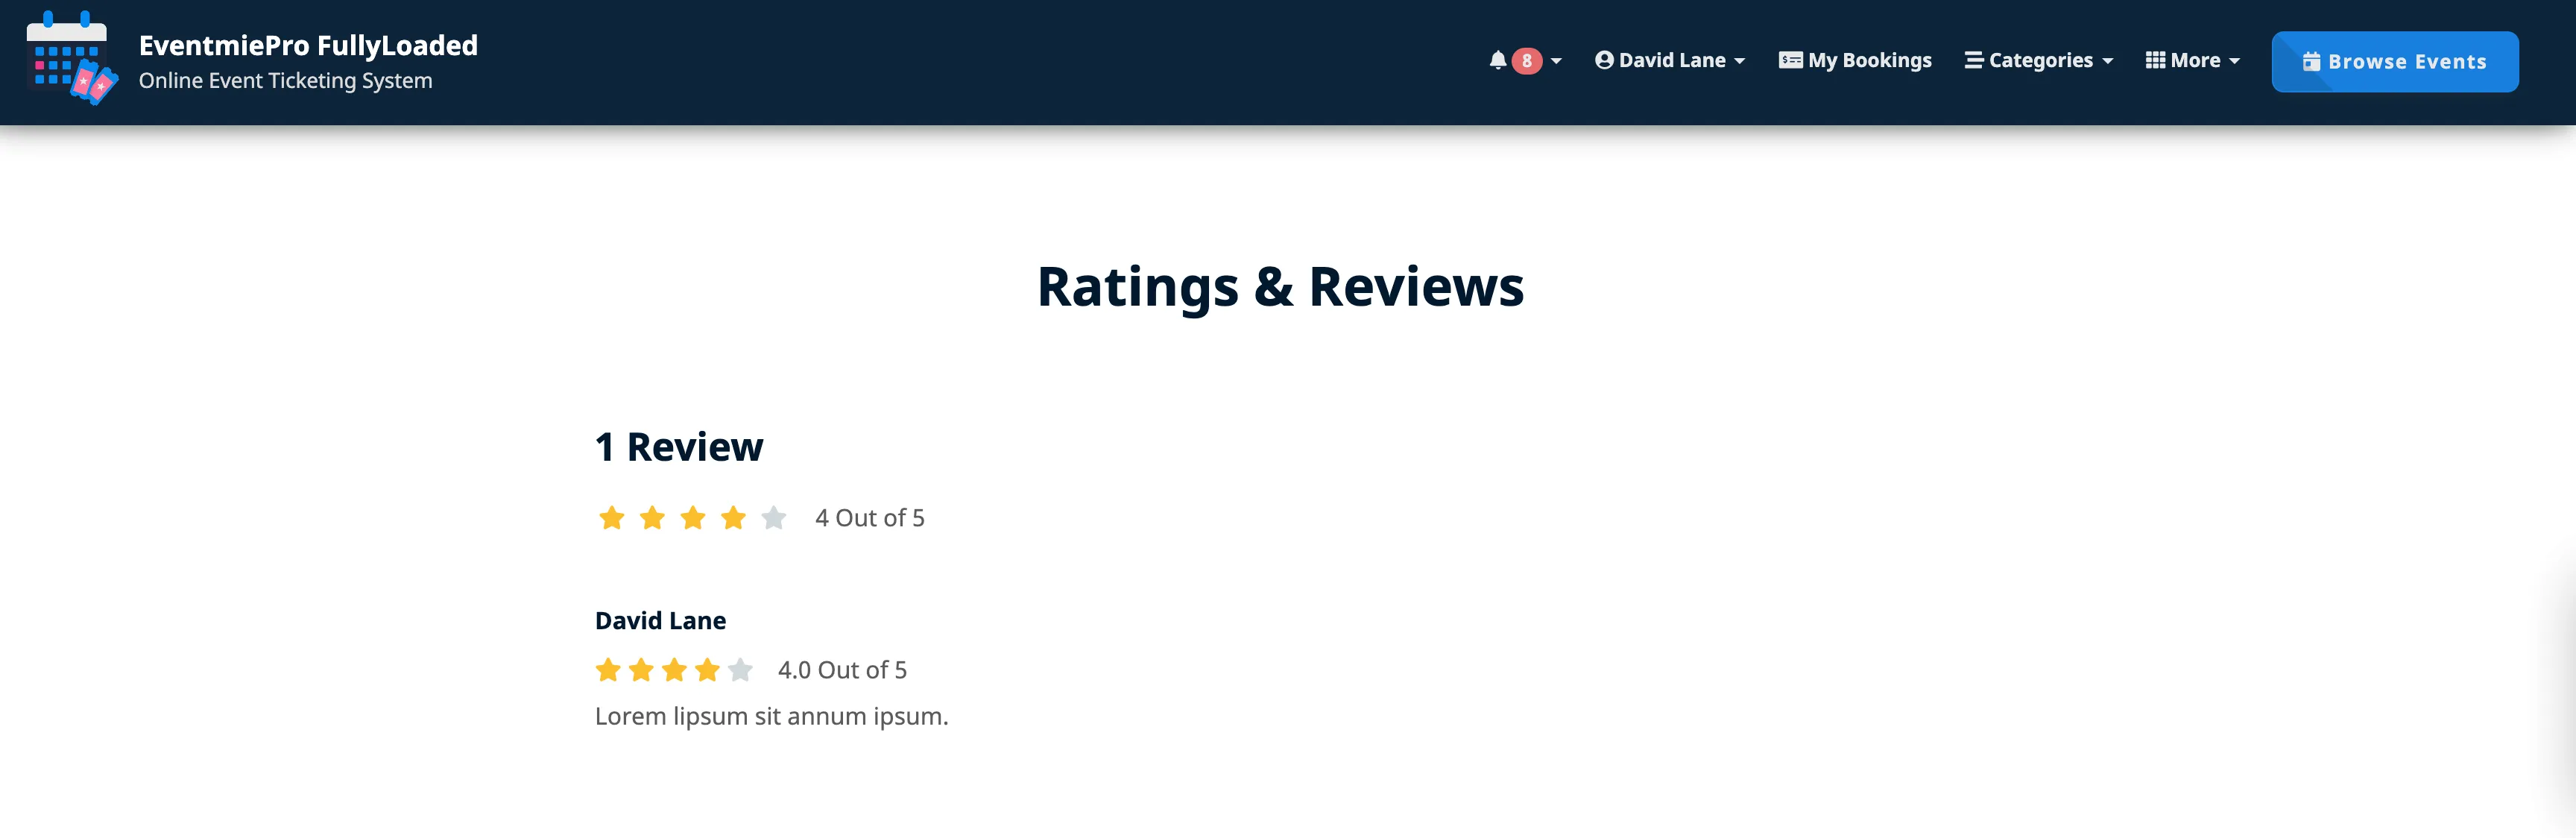 EventmiePro FullyLoaded
Online Event Ticketing System
8 David Lane My Bookings Categories More Browse Events
Ratings & Reviews
1 Review
4 Out of 5
David Lane
4.0 Out of 5
Lorem lipsum sit annum ipsum.